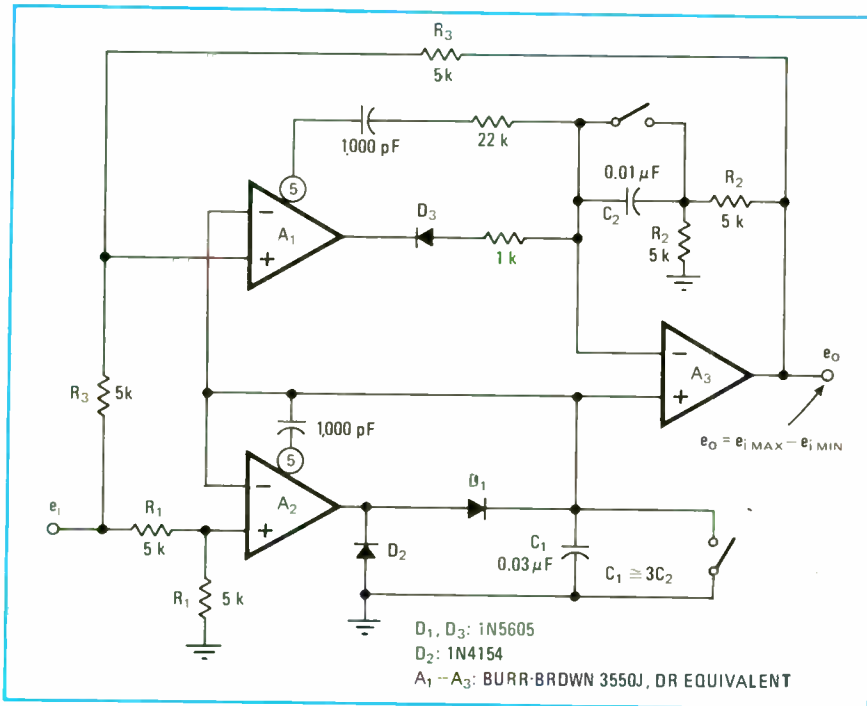 R3
5k
1,000 pF
22 k
5
A1
−
+
D3
1 k
0.01 µF
C2
R2
5 k
R2
5 k
R3
5k
1,000 pF
5
A2
−
+
A3
−
+
eo
eo = ei MAX − ei MIN
ei
R1
5 k
R1
5 k
D1
D2
C1
0.03 µF
C1 ≅ 3C2
D1, D3: 1N5605
D2: 1N4154
A1 – A3: BURR-BROWN 3550J, OR EQUIVALENT